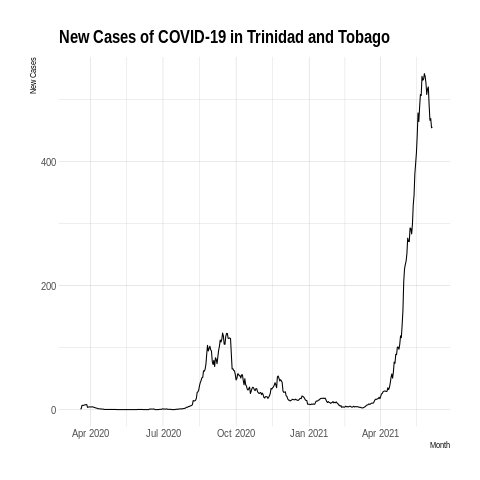 New Cases of COVID-19 in Trinidad and Tobago
New Cases
400
200
0
Apr 2020 Jul 2020 Oct 2020 Jan 2021 Apr 2021
Month